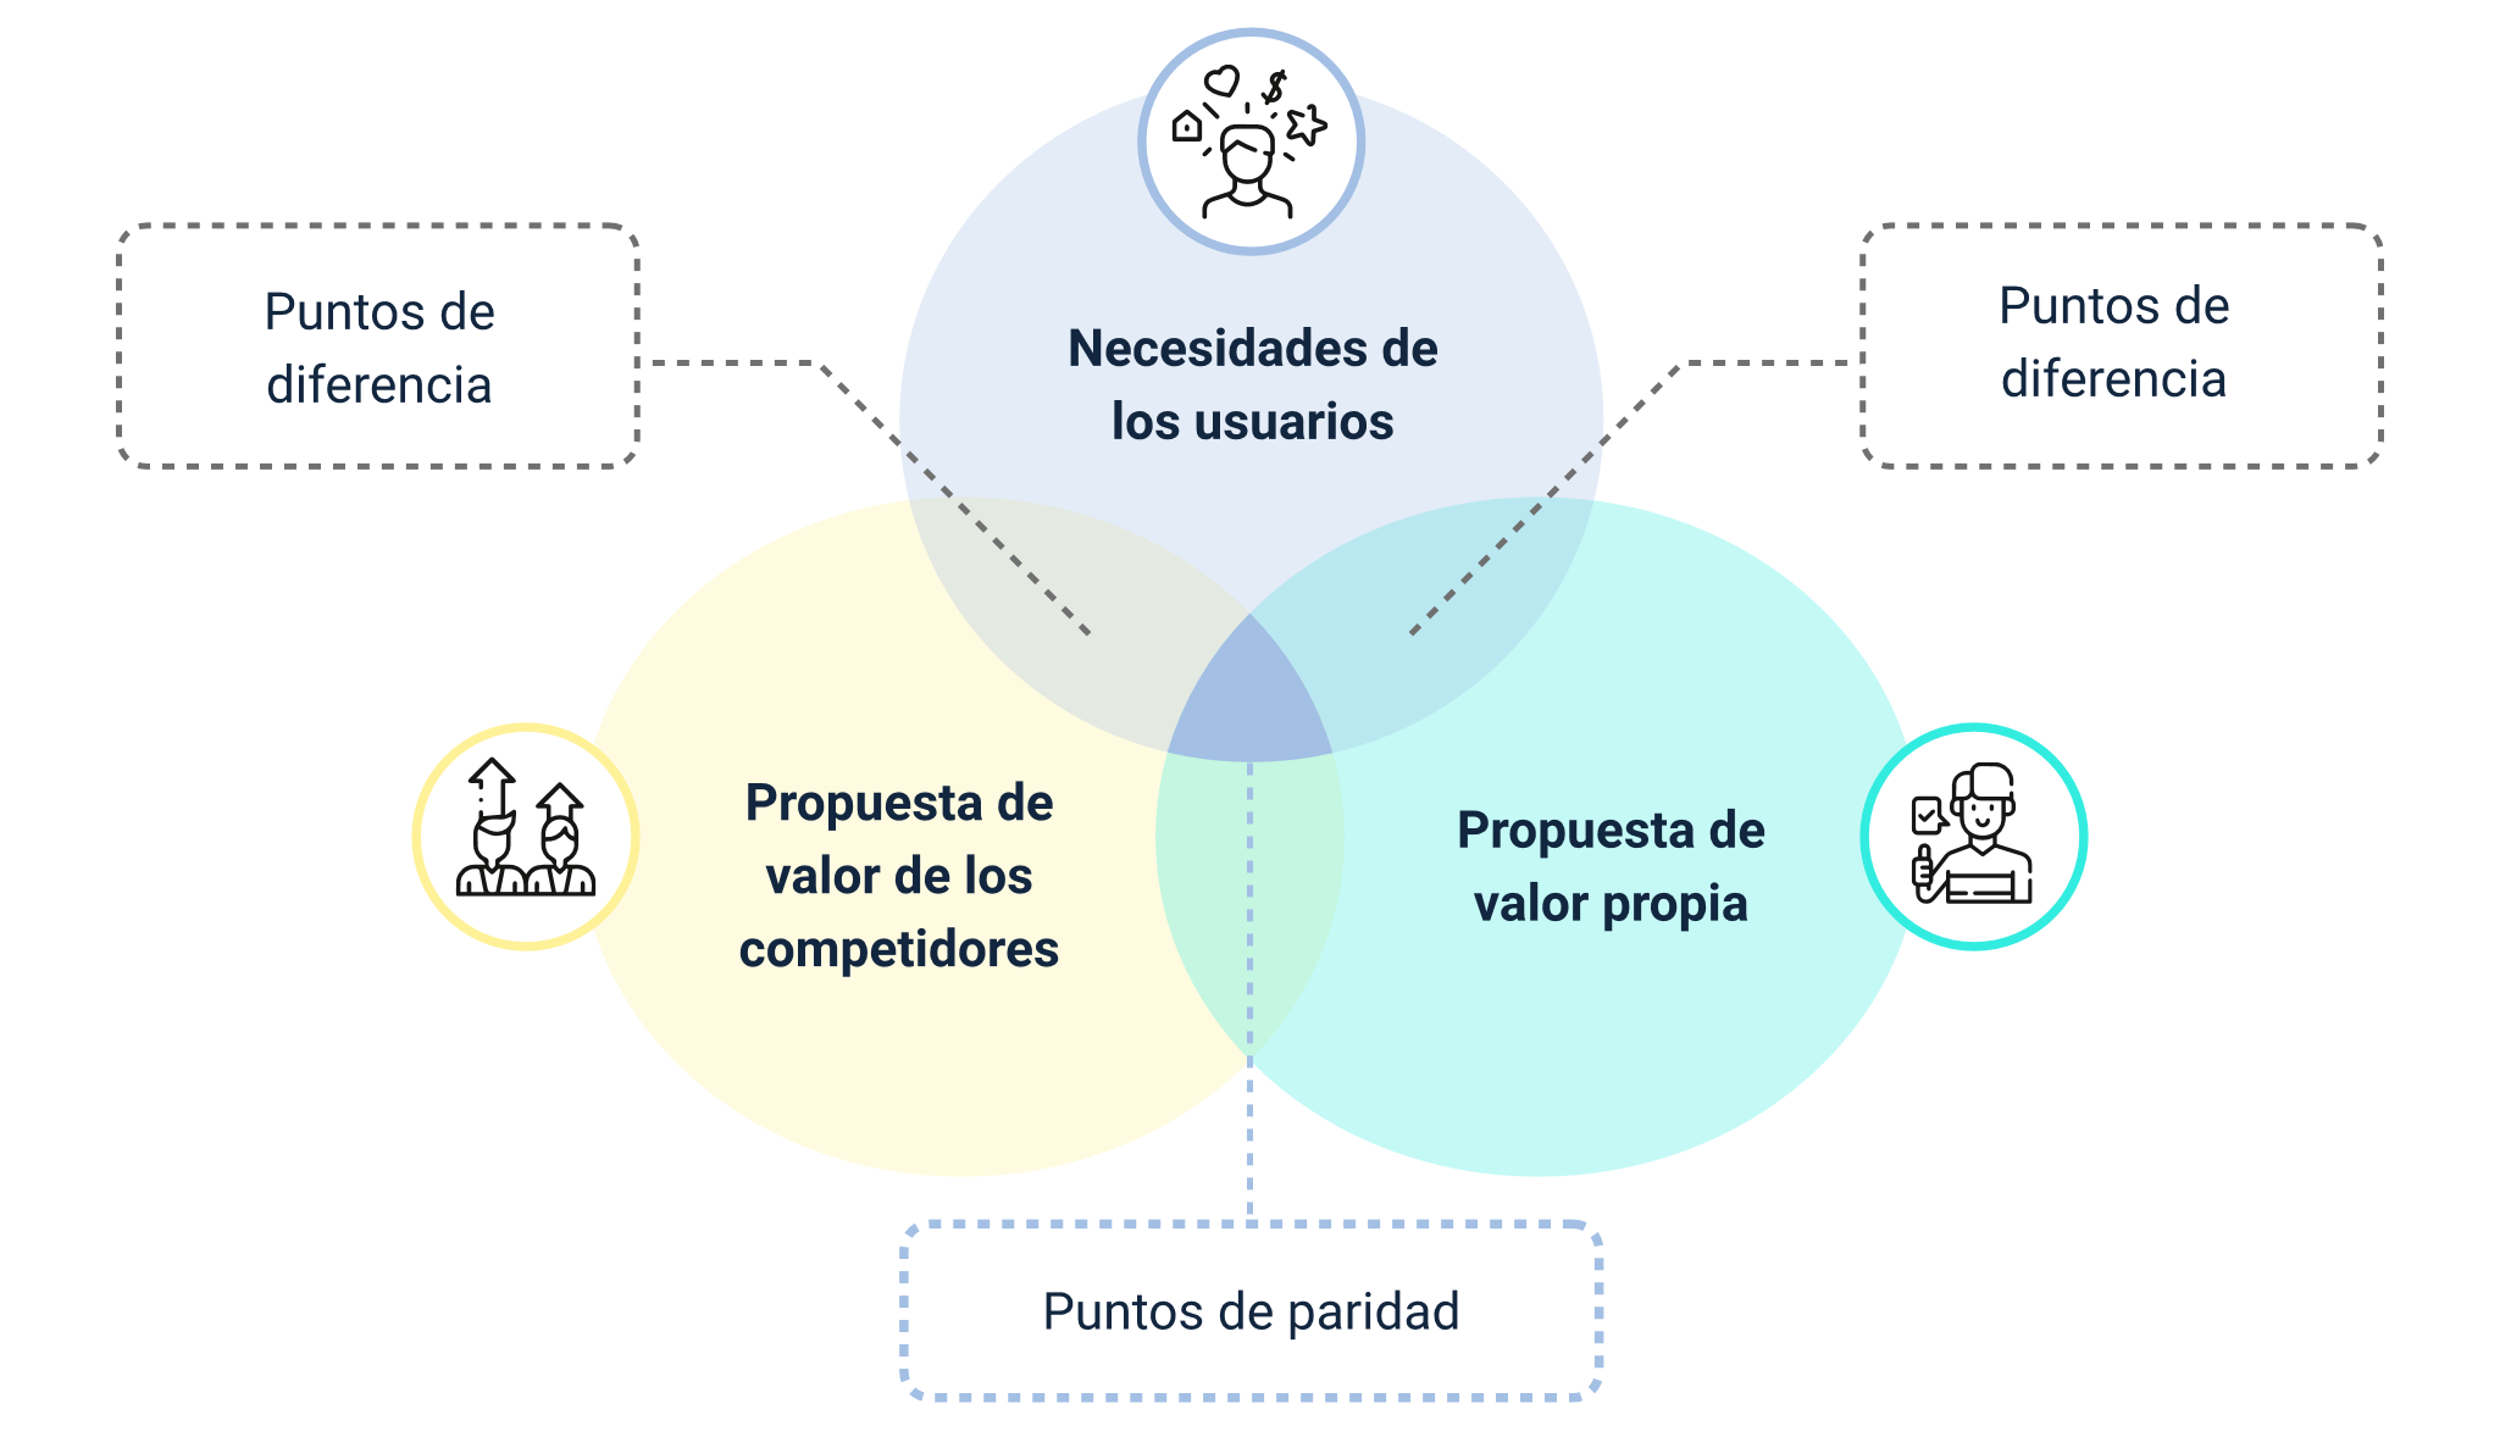 Puntos de
diferencia
Puntos de
diferencia
Necesidades de
los usuarios
Propuesta de
valor de los
competidores
Propuesta de
valor propia
Puntos de paridad